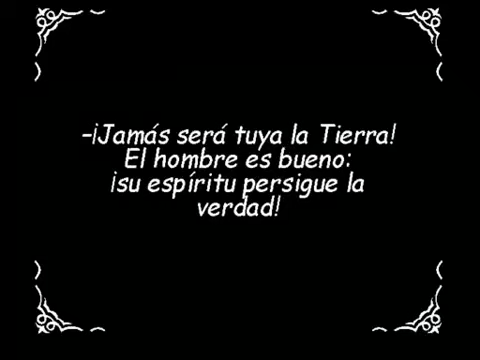 -¡Jamás será tuya la Tierra!
El hombre es bueno:
¡su espíritu persigue la
verdad!